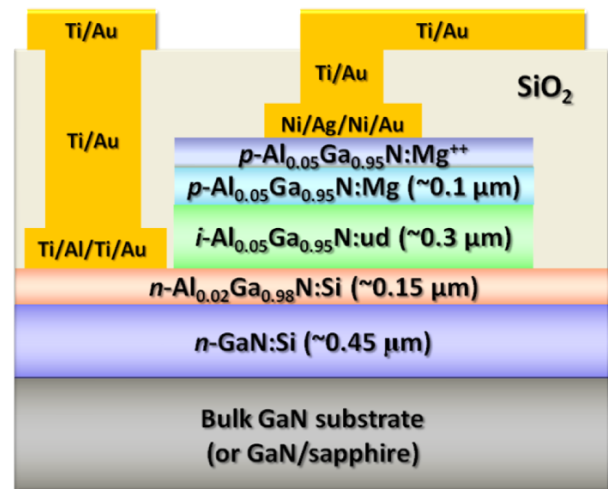 Ti/Au
Ti/Au
Ti/Au
SiO₂
Ti/Au
Ni/Ag/Ni/Au
p-Al₀.₀₅Ga₀.₉₅N:Mg⁺⁺
p-Al₀.₀₅Ga₀.₉₅N:Mg (~0.1 μm)
Ti/Al/Ti/Au
i-Al₀.₀₅Ga₀.₉₅N:ud (~0.3 μm)
n-Al₀.₀₂Ga₀.₉₈N:Si (~0.15 μm)
n-GaN:Si (~0.45 μm)
Bulk GaN substrate
(or GaN/sapphire)